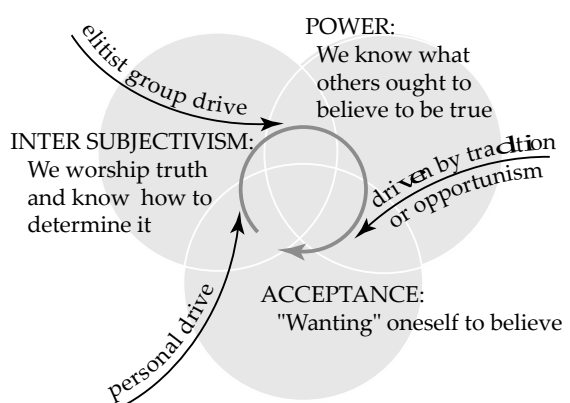 POWER:
We know what
others ought to
believe to be true
elitist group drive
INTER SUBJECTIVISM:
We worship truth
and know how to
determine it
driven by tradition
or opportunism
ACCEPTANCE:
"Wanting" oneself to believe
personal drive